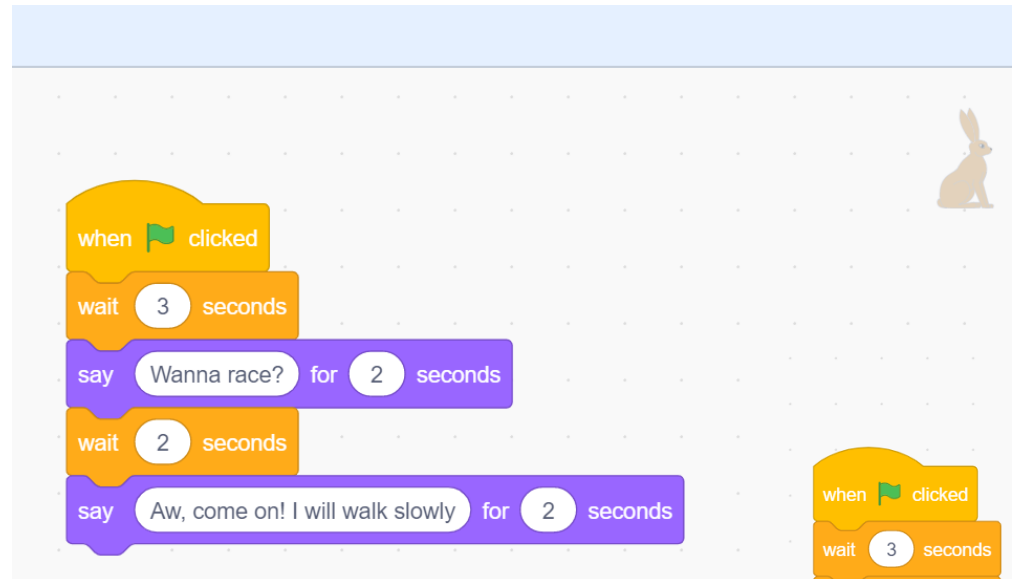 when clicked
wait 3 seconds
say Wanna race? for 2 seconds
wait 2 seconds
say Aw, come on! I will walk slowly for 2 seconds
when clicked
wait 3 seconds